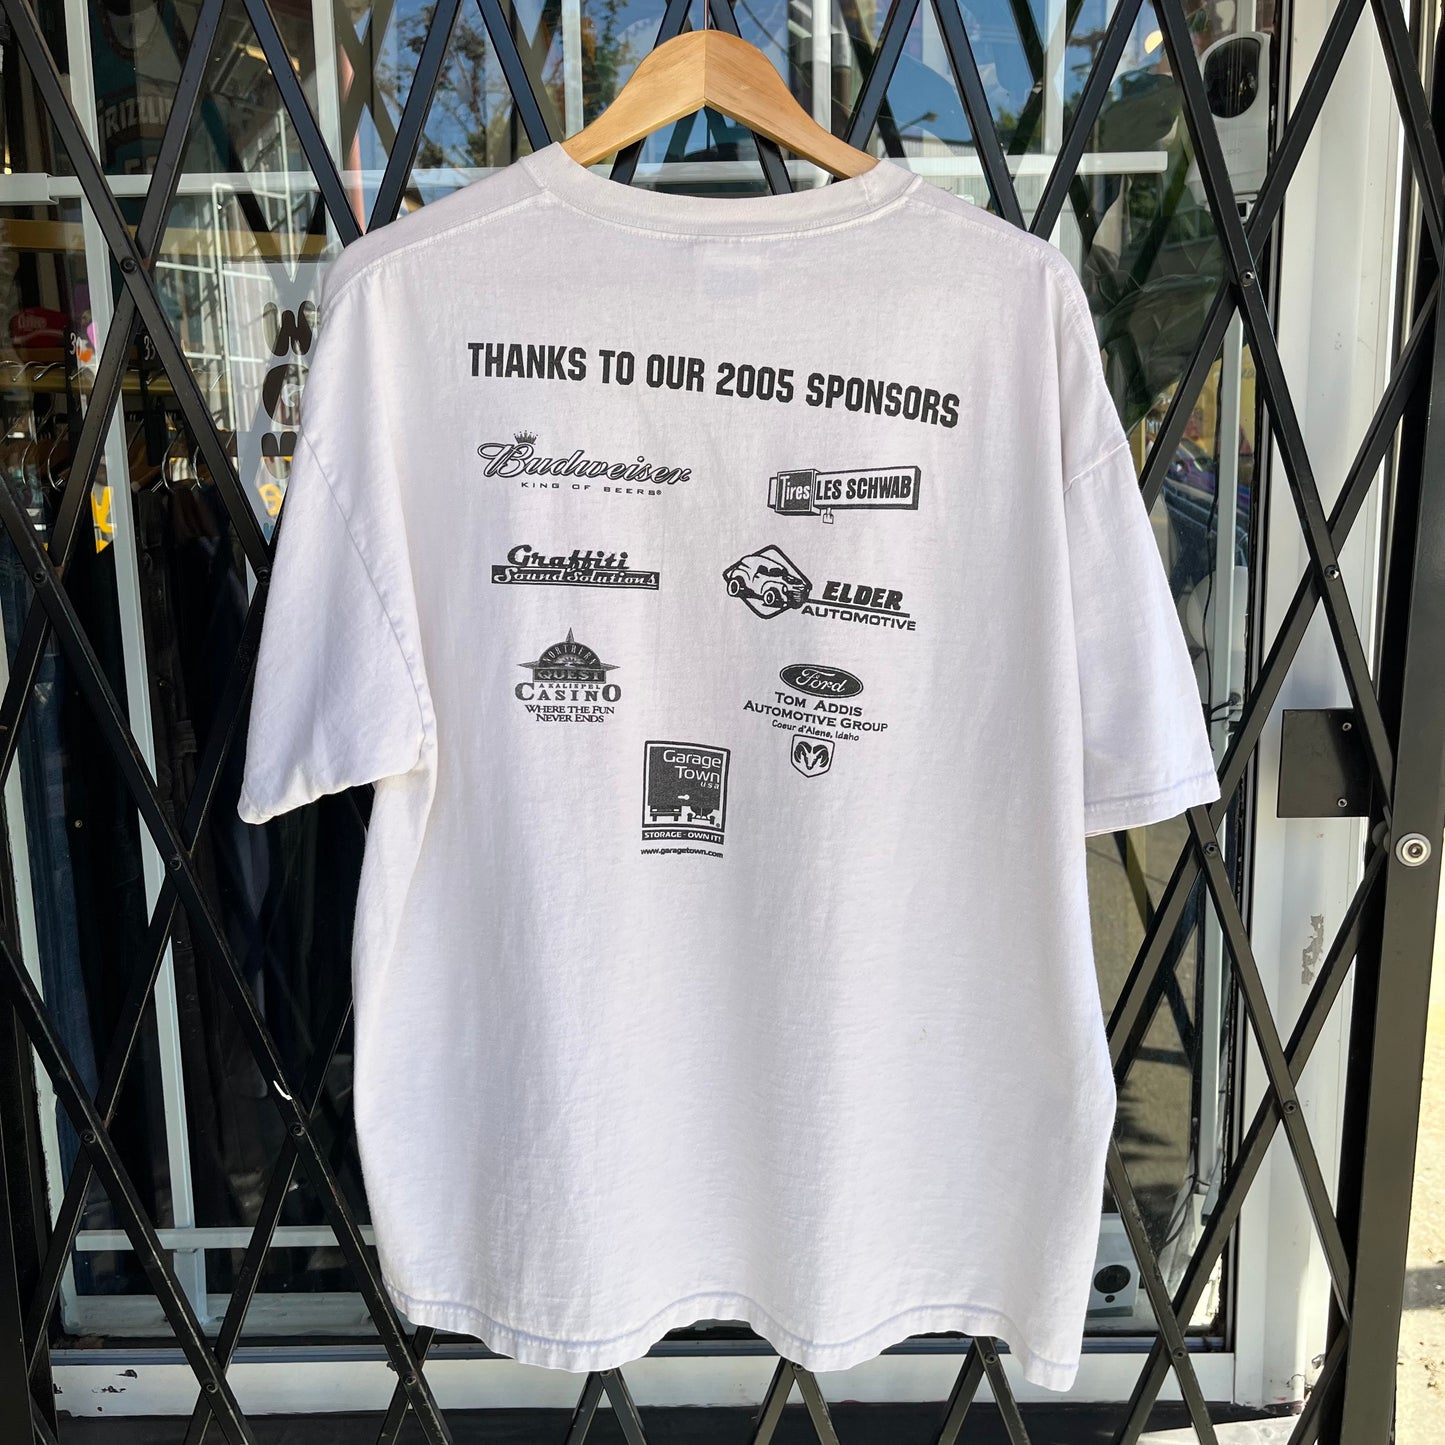 THANKS TO OUR 2005 SPONSORS
Budweiser
KING OF BEERS®
Tires LES SCHWAB
Graffiti
Sound Solutions
ELDER
AUTOMOTIVE
NORTHERN
QUEST
A KALISPEL
CASINO
WHERE THE FUN
NEVER ENDS
Ford
TOM ADDIS
AUTOMOTIVE GROUP
Coeur d'Alene, Idaho
Garage
Town
usa
STORAGE - OWN IT!
www.garagetown.com